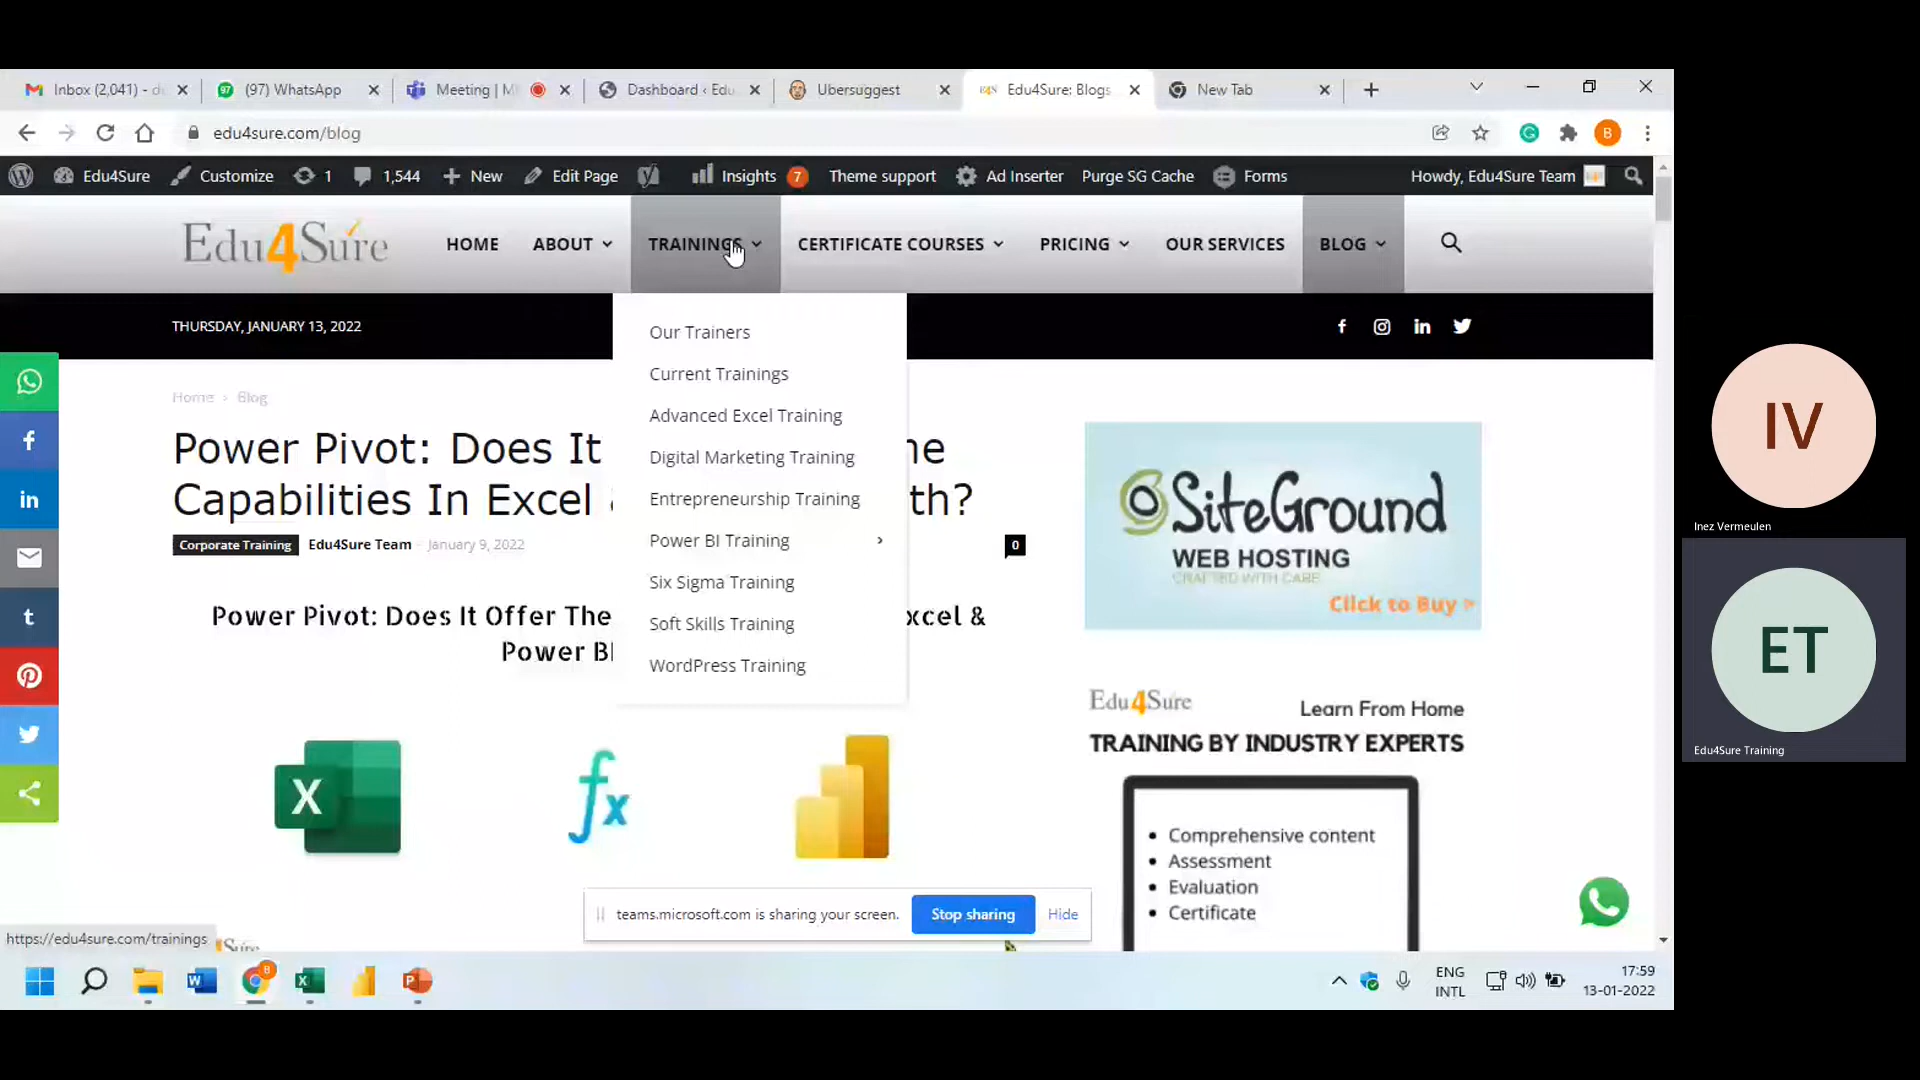 Inbox (2,041) - d
(97) WhatsApp
Meeting | M
Dashboard ‹ Edu
Ubersuggest
Edu4Sure: Blogs
New Tab
edu4sure.com/blog
B
Edu4Sure
Customize
1
1,544
New
Edit Page
Insights 7
Theme support
Ad Inserter
Purge SG Cache
Forms
Howdy, Edu4Sure Team
Edu4Sure
HOME
ABOUT
TRAININGS
CERTIFICATE COURSES
PRICING
OUR SERVICES
BLOG
THURSDAY, JANUARY 13, 2022
Our Trainers
Current Trainings
Advanced Excel Training
Digital Marketing Training
Entrepreneurship Training
Power BI Training
Six Sigma Training
Soft Skills Training
WordPress Training
Home › Blog
Power Pivot: Does It
Capabilities In Excel
Corporate Training
Edu4Sure Team - January 9, 2022
0
Power Pivot: Does It Offer The
xcel &
Power B
SiteGround
WEB HOSTING
CRAFTED WITH CARE
Click to Buy >
Edu4Sure
Learn From Home
TRAINING BY INDUSTRY EXPERTS
• Comprehensive content
• Assessment
• Evaluation
• Certificate
teams.microsoft.com is sharing your screen.
Stop sharing
Hide
https://edu4sure.com/trainings
ENG
INTL
17:59
13-01-2022
IV
Inez Vermeulen
ET
Edu4Sure Training